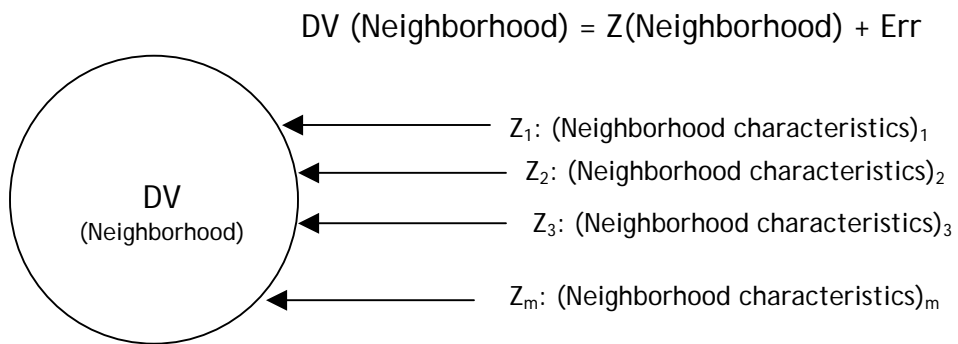 DV (Neighborhood) = Z(Neighborhood) + Err
Z₁: (Neighborhood characteristics)₁
Z₂: (Neighborhood characteristics)₂
DV
(Neighborhood)
Z₃: (Neighborhood characteristics)₃
Zₘ: (Neighborhood characteristics)ₘ